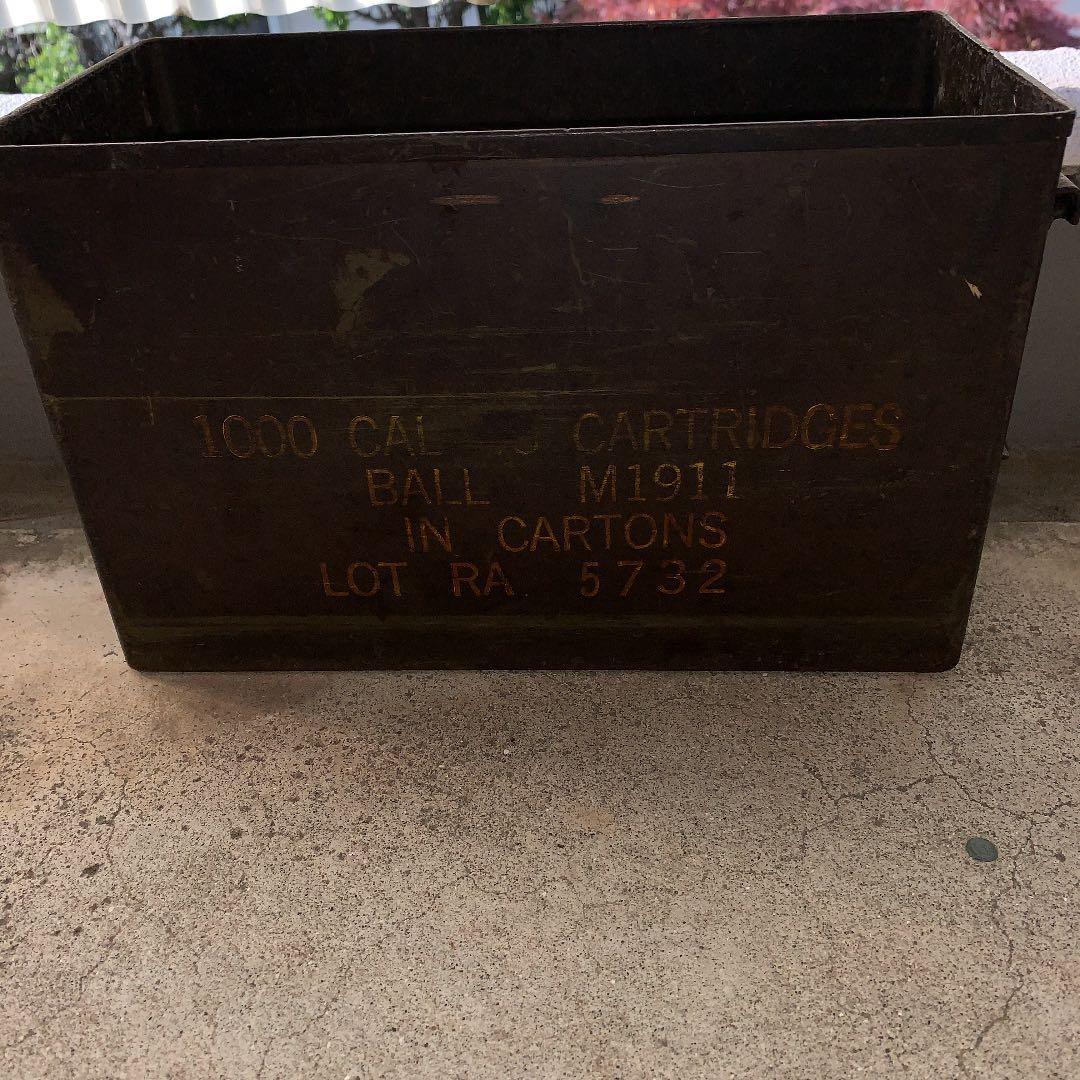 1000 CAL CARTRIDGES
BALL M1911
IN CARTONS
LOT RA 5732